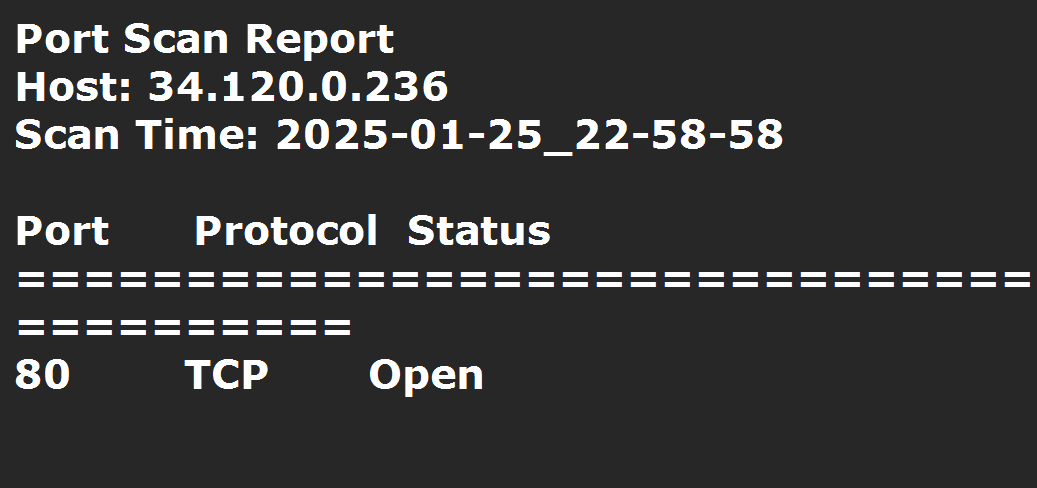 Port Scan Report
Host: 34.120.0.236
Scan Time: 2025-01-25_22-58-58
Port Protocol Status
==============================
==========
80 TCP Open